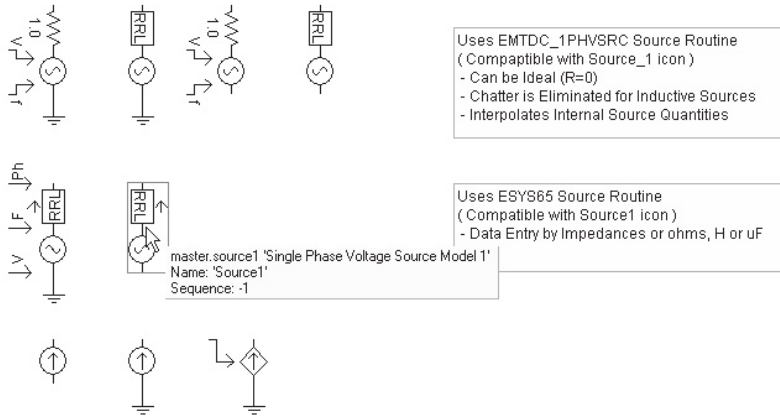 1.0
V
f
RRL
1.0
V
f
RRL
Uses EMTDC_1PHVSRC Source Routine
( Compaptible with Source_1 icon )
- Can be Ideal (R=0)
- Chatter is Eliminated for Inductive Sources
- Interpolates Internal Source Quantities
Ph
F
V
RRL
RRL
Uses ESYS65 Source Routine
( Compatible with Source1 icon )
- Data Entry by Impedances or ohms, H or uF
master.source1 'Single Phase Voltage Source Model 1'
Name: 'Source1'
Sequence: -1